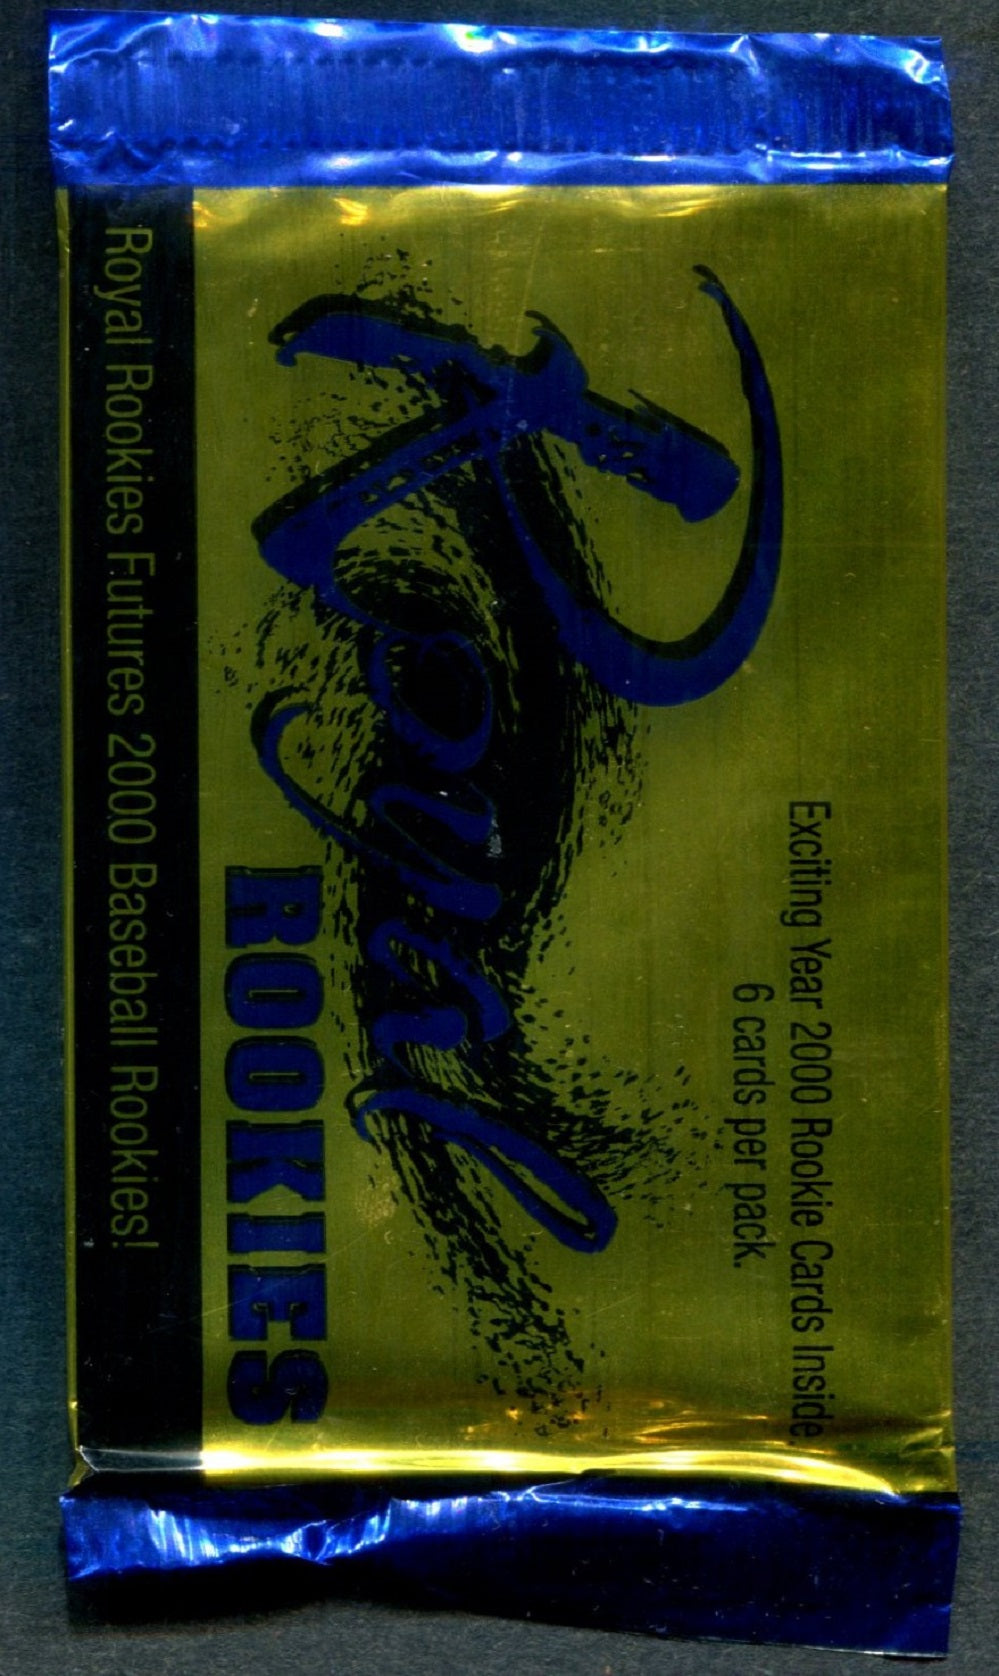 Exciting Year 2000 Rookie Cards Inside.
6 cards per pack.
Royal
ROOKIES
Royal Rookies Futures 2000 Baseball Rookies!